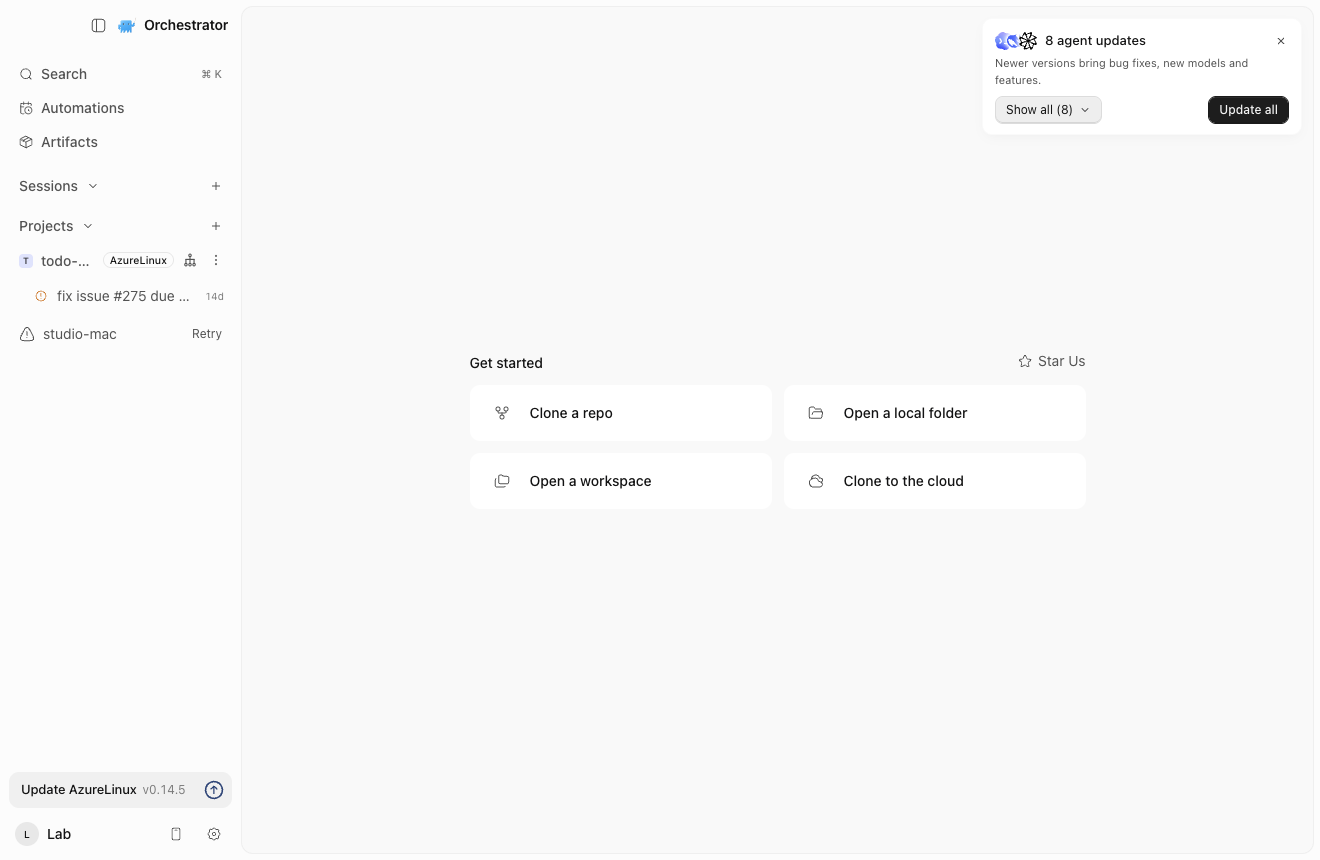 Orchestrator
Search ⌘ K
Automations
Artifacts
Sessions
Projects
T todo-... AzureLinux
fix issue #275 due ... 14d
studio-mac Retry
Update AzureLinux v0.14.5
L Lab
8 agent updates
Newer versions bring bug fixes, new models and
features.
Show all (8) Update all
Get started Star Us
Clone a repo Open a local folder
Open a workspace Clone to the cloud